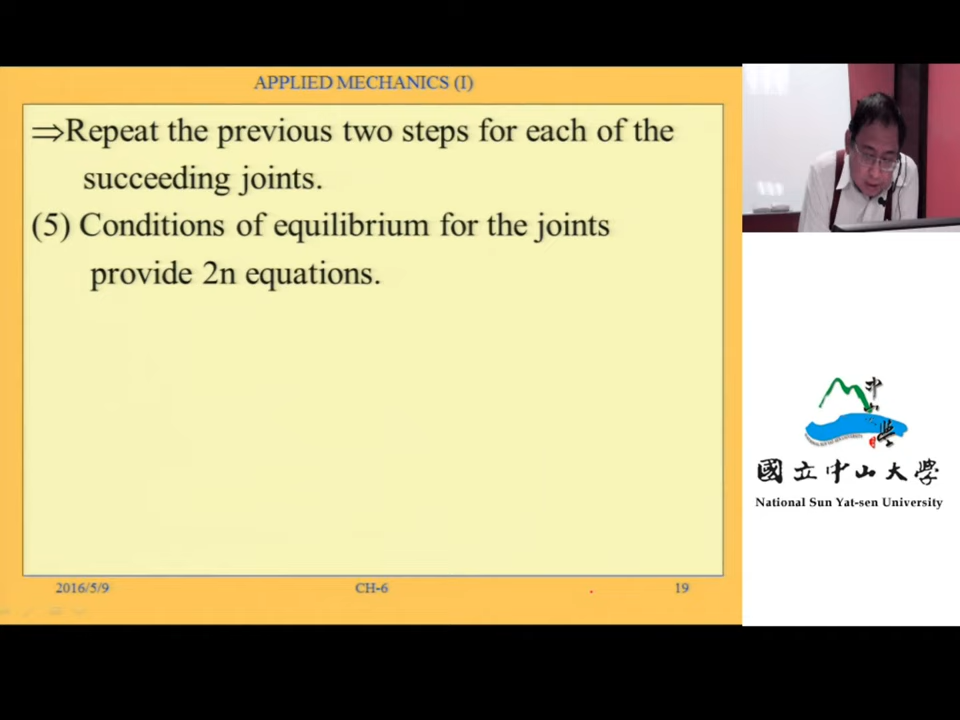 APPLIED MECHANICS (I)
⇒Repeat the previous two steps for each of the
succeeding joints.
(5) Conditions of equilibrium for the joints
provide 2n equations.
2016/5/9
CH-6
19
國立中山大學
National Sun Yat-sen University